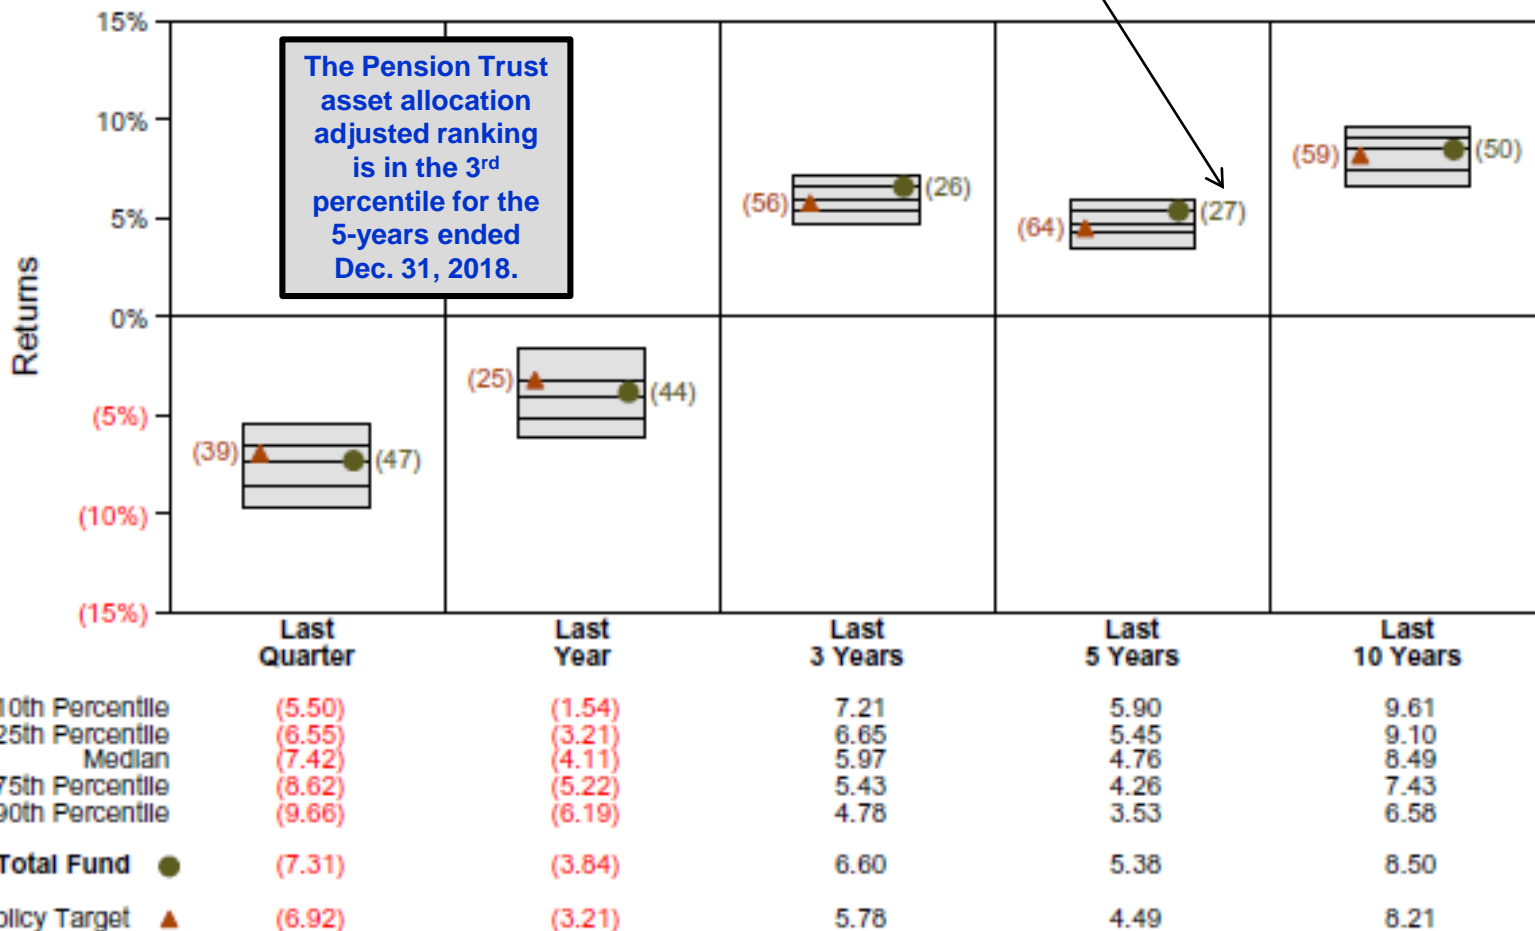 15%
The Pension Trust
asset allocation
adjusted ranking
is in the 3rd
percentile for the
5-years ended
Dec. 31, 2018.
10%
(59) (50)
(56) (26)
5%
(64) (27)
Returns
0%
(25) (44)
(5%)
(39) (47)
(10%)
(15%)
Last Quarter Last Year Last 3 Years Last 5 Years Last 10 Years
10th Percentile (5.50) (1.54) 7.21 5.90 9.61
25th Percentile (6.55) (3.21) 6.65 5.45 9.10
Median (7.42) (4.11) 5.97 4.76 8.49
75th Percentile (8.62) (5.22) 5.43 4.26 7.43
90th Percentile (9.66) (6.19) 4.78 3.53 6.58
Total Fund (7.31) (3.84) 6.60 5.38 8.50
olicy Target (6.92) (3.21) 5.78 4.49 8.21